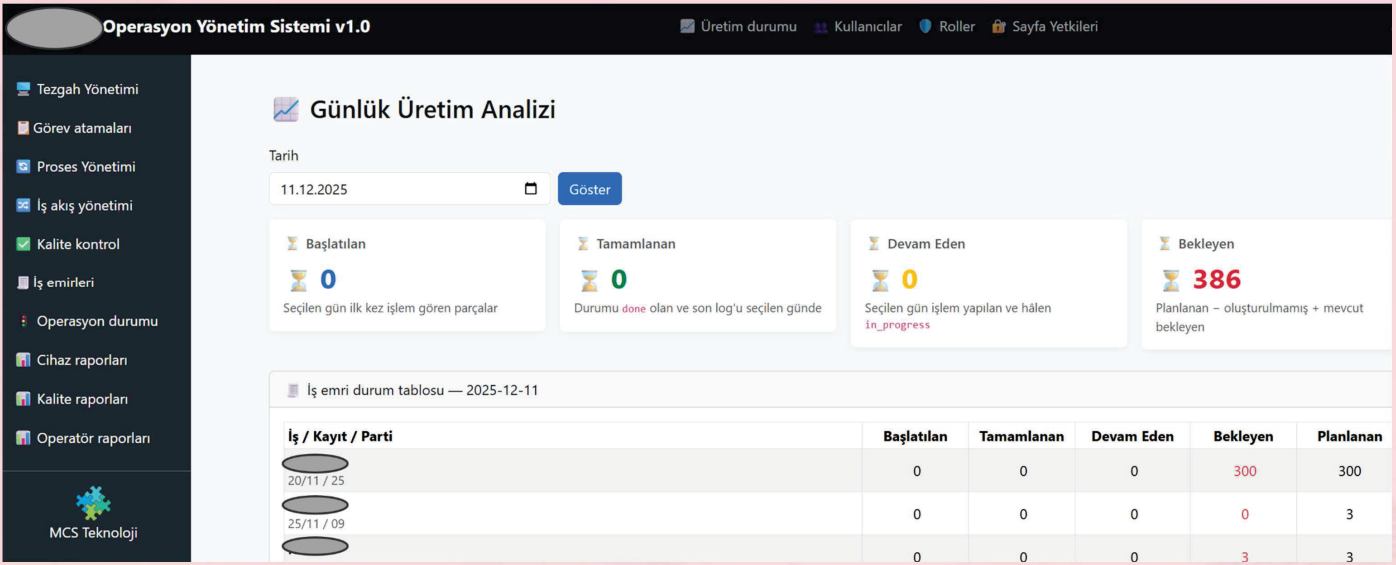 Operasyon Yönetim Sistemi v1.0
Üretim durumu Kullanıcılar Roller Sayfa Yetkileri
Tezgah Yönetimi
Görev atamaları
Proses Yönetimi
İş akış yönetimi
Kalite kontrol
İş emirleri
Operasyon durumu
Cihaz raporları
Kalite raporları
Operatör raporları
MCS Teknoloji
Günlük Üretim Analizi
Tarih
11.12.2025
Göster
Başlatılan
0
Seçilen gün ilk kez işlem gören parçalar
Tamamlanan
0
Durumu done olan ve son log'u seçilen günde
Devam Eden
0
Seçilen gün işlem yapılan ve hâlen
in_progress
Bekleyen
386
Planlanan − oluşturulmamış + mevcut
bekleyen
İş emri durum tablosu — 2025-12-11
İş / Kayıt / Parti Başlatılan Tamamlanan Devam Eden Bekleyen Planlanan
20/11 / 25 0 0 0 300 300
25/11 / 09 0 0 0 0 3
0 0 0 3 3